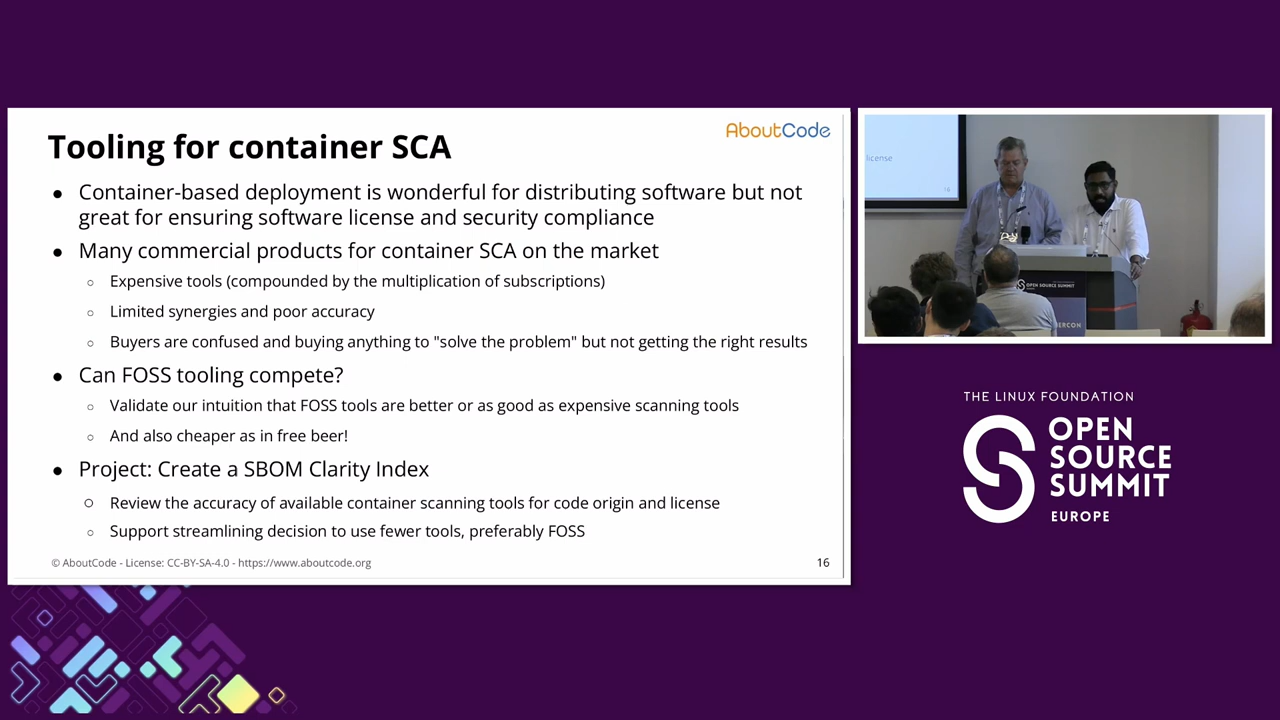 Tooling for container SCA
AboutCode
● Container-based deployment is wonderful for distributing software but not
great for ensuring software license and security compliance
● Many commercial products for container SCA on the market
○ Expensive tools (compounded by the multiplication of subscriptions)
○ Limited synergies and poor accuracy
○ Buyers are confused and buying anything to "solve the problem" but not getting the right results
● Can FOSS tooling compete?
○ Validate our intuition that FOSS tools are better or as good as expensive scanning tools
○ And also cheaper as in free beer!
● Project: Create a SBOM Clarity Index
○ Review the accuracy of available container scanning tools for code origin and license
○ Support streamlining decision to use fewer tools, preferably FOSS
© AboutCode - License: CC-BY-SA-4.0 - https://www.aboutcode.org
16
license
16
OPEN SOURCE SUMMIT
THE LINUX FOUNDATION
OPEN
SOURCE
SUMMIT
EUROPE